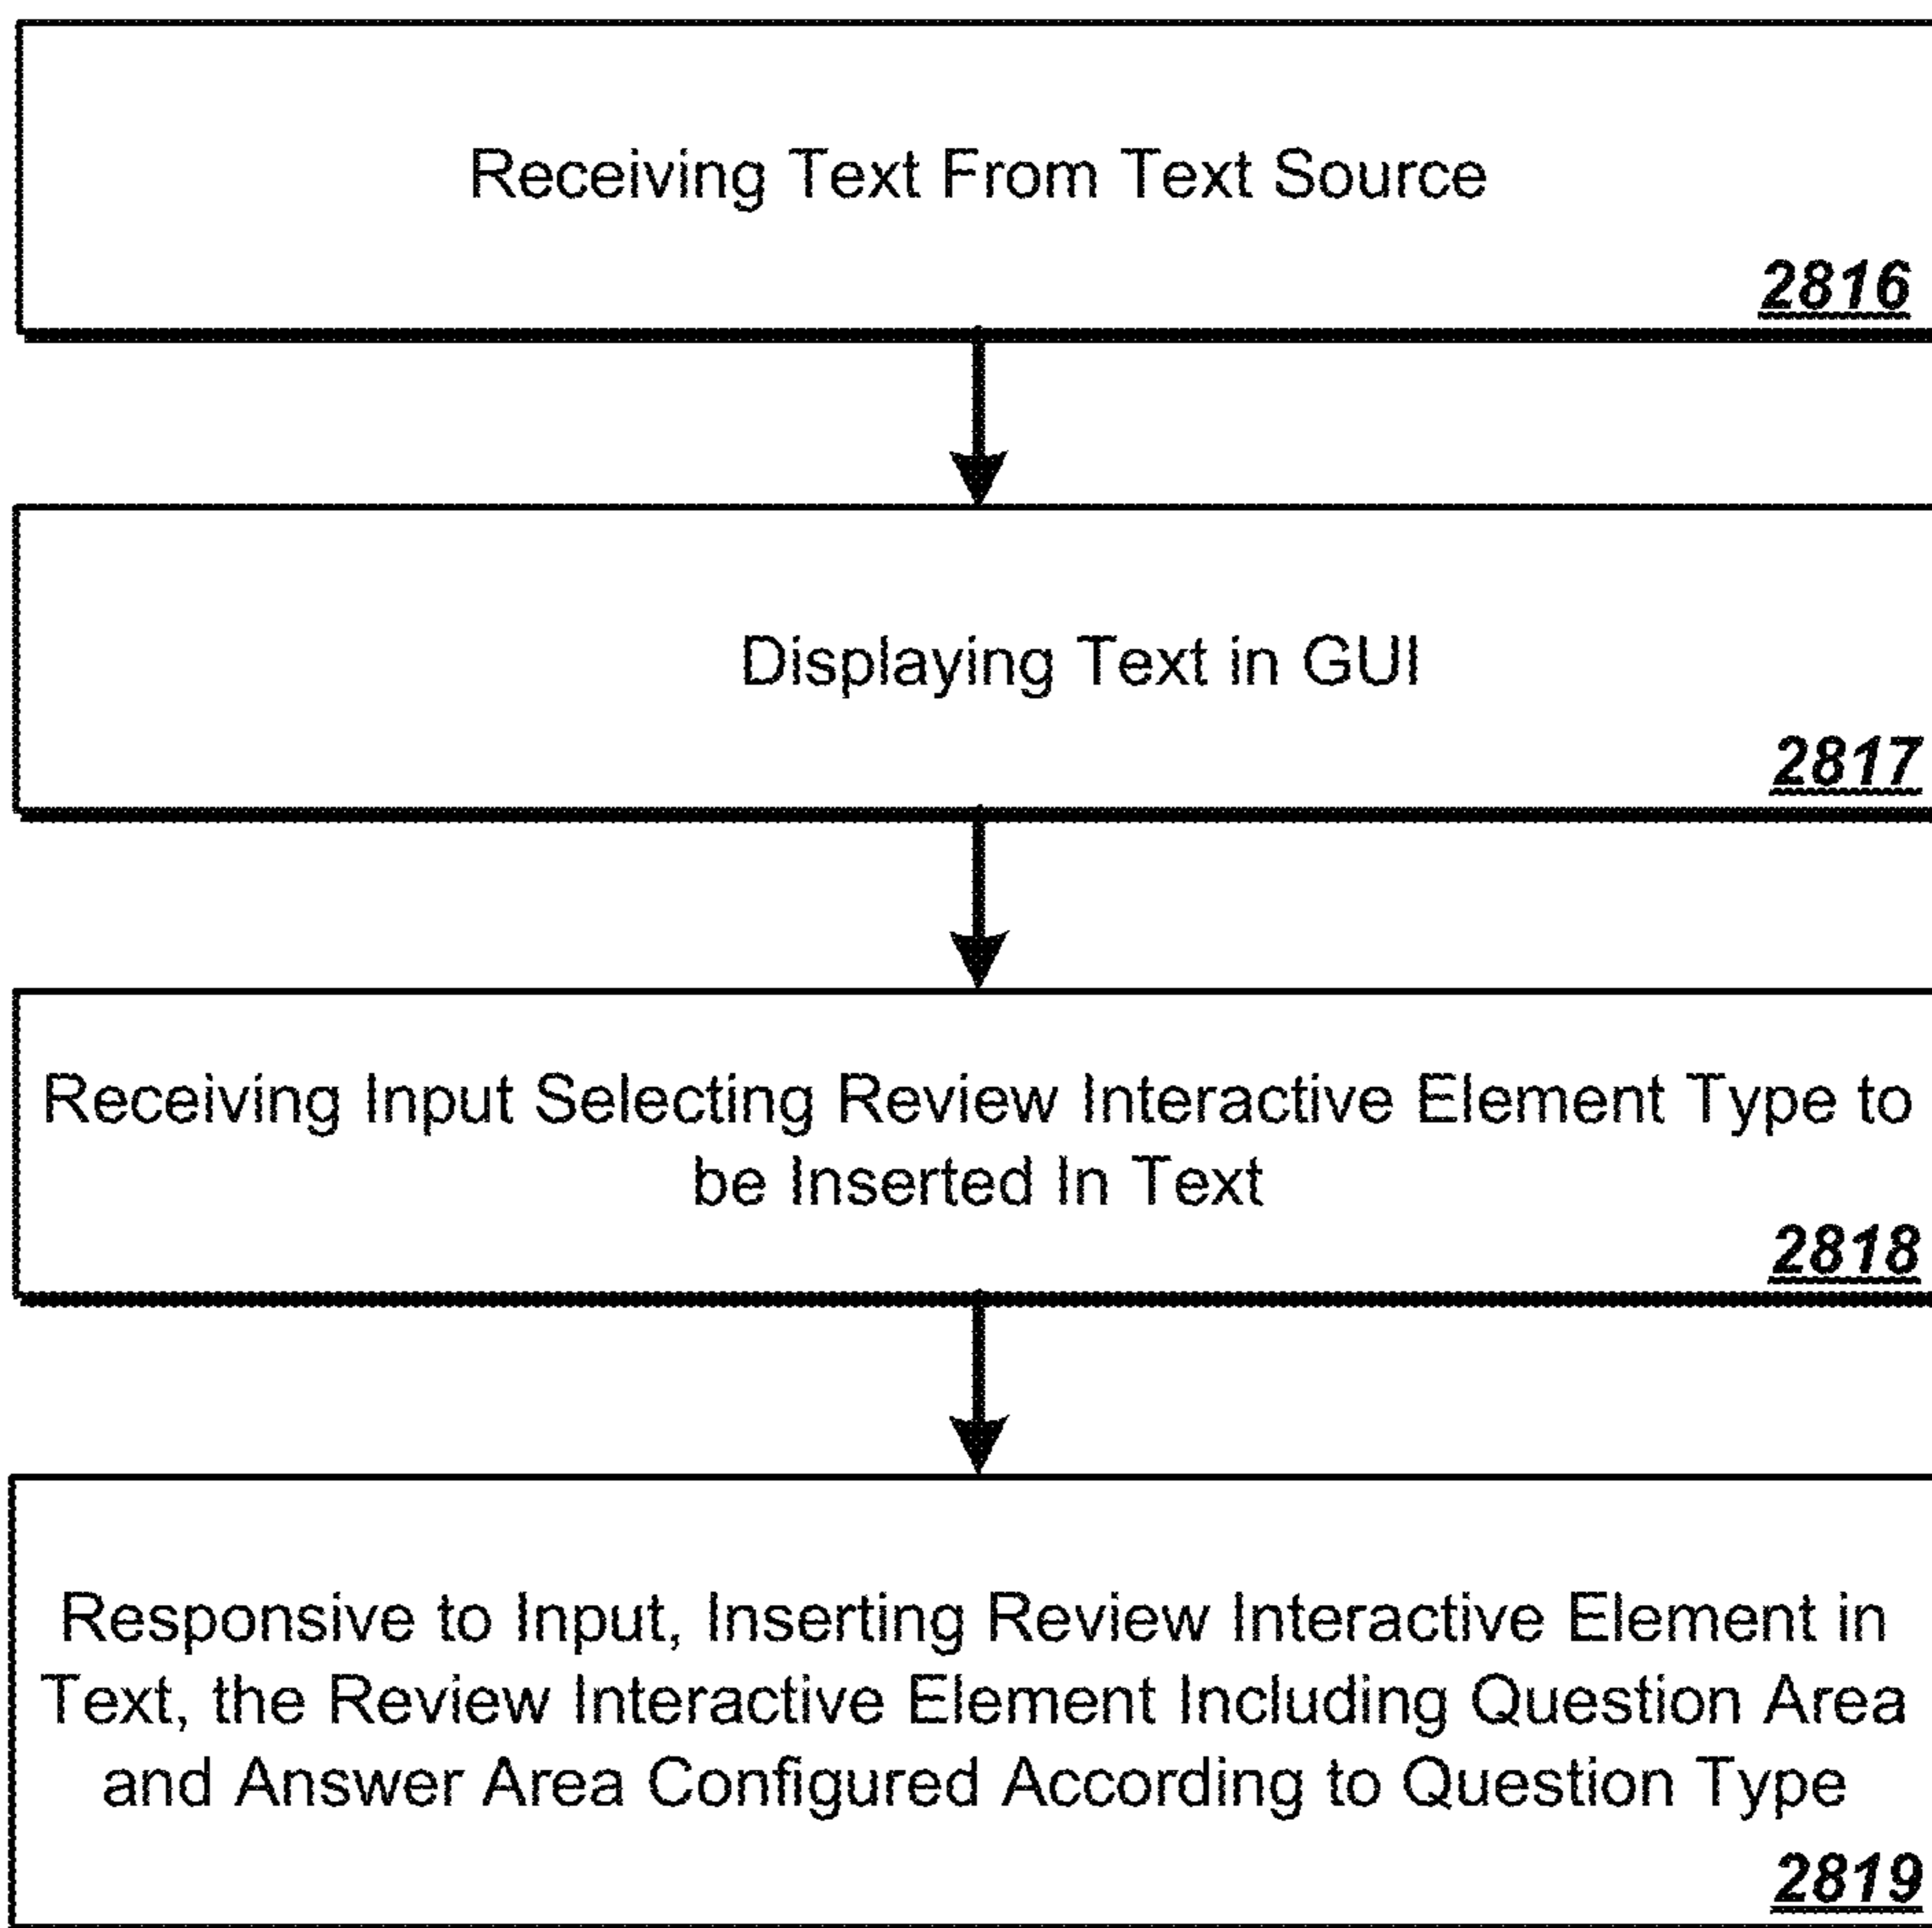 Receiving Text From Text Source
2816
Displaying Text in GUI
2817
Receiving Input Selecting Review Interactive Element Type to
be Inserted In Text
2818
Responsive to Input, Inserting Review Interactive Element in
Text, the Review Interactive Element Including Question Area
and Answer Area Configured According to Question Type
2819